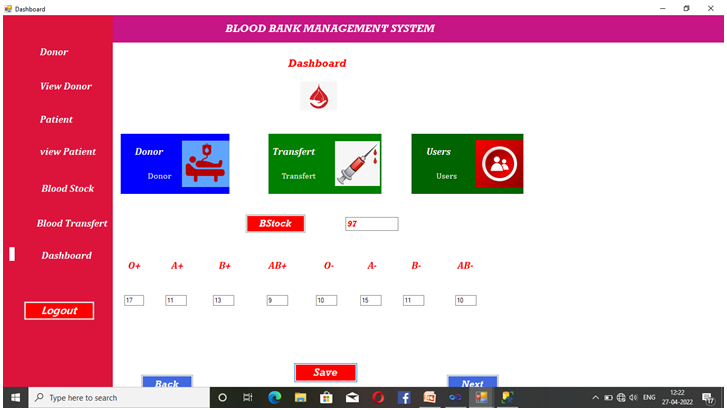 Dashboard
BLOOD BANK MANAGEMENT SYSTEM
Donor
View Donor
Patient
view Patient
Blood Stock
Blood Transfert
Dashboard
Logout
Dashboard
Donor
Donor
Transfert
Transfert
Users
Users
BStock 97
O+ A+ B+ AB+ O- A- B- AB-
17 11 13 9 10 15 11 10
Save
Back Next
Type here to search
ENG
12:22
27-04-2022
17